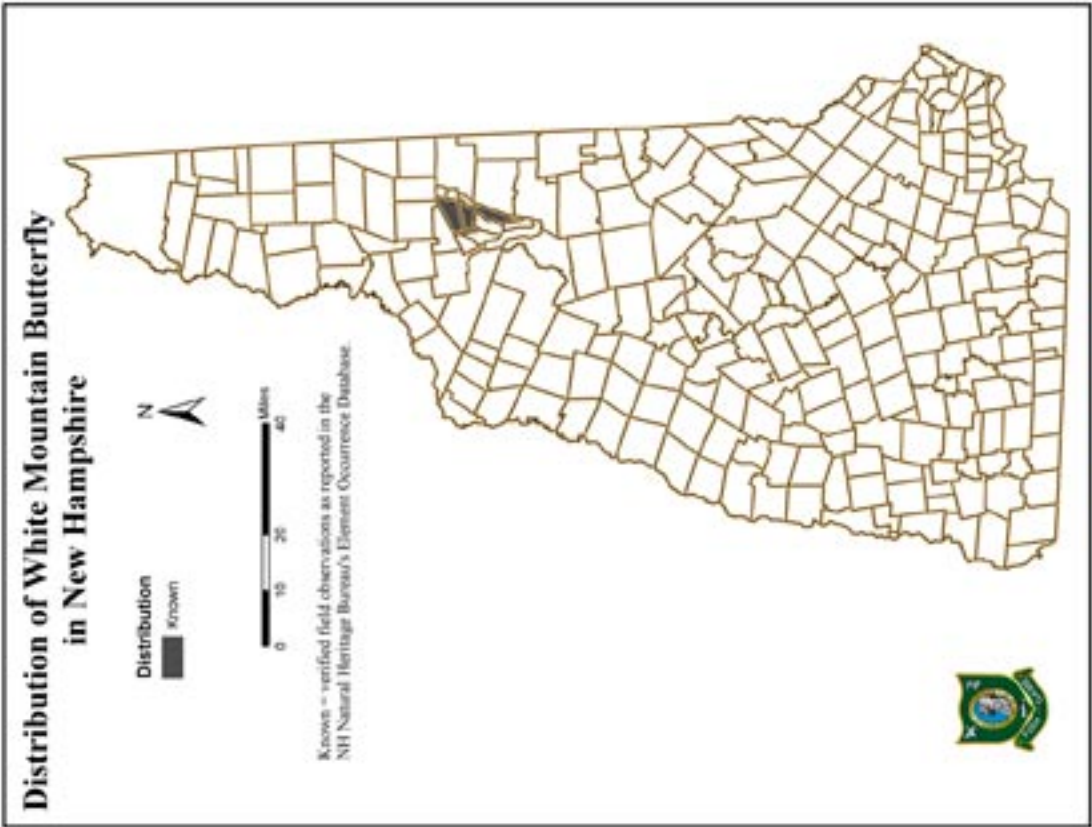 Distribution of White Mountain Butterfly
in New Hampshire
Distribution
Known
N
0 10 20 40
Miles
Known = verified field observations as reported in the
NH Natural Heritage Bureau's Element Occurrence Database.